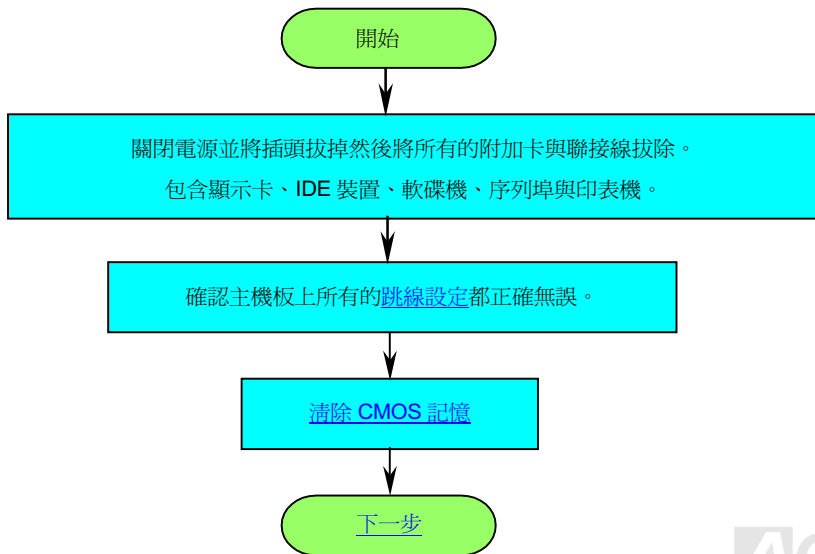 開始
關閉電源並將插頭拔掉然後將所有的附加卡與聯接線拔除。
包含顯示卡、IDE 裝置、軟碟機、序列埠與印表機。
確認主機板上所有的跳線設定都正確無誤。
清除 CMOS 記憶
下一步